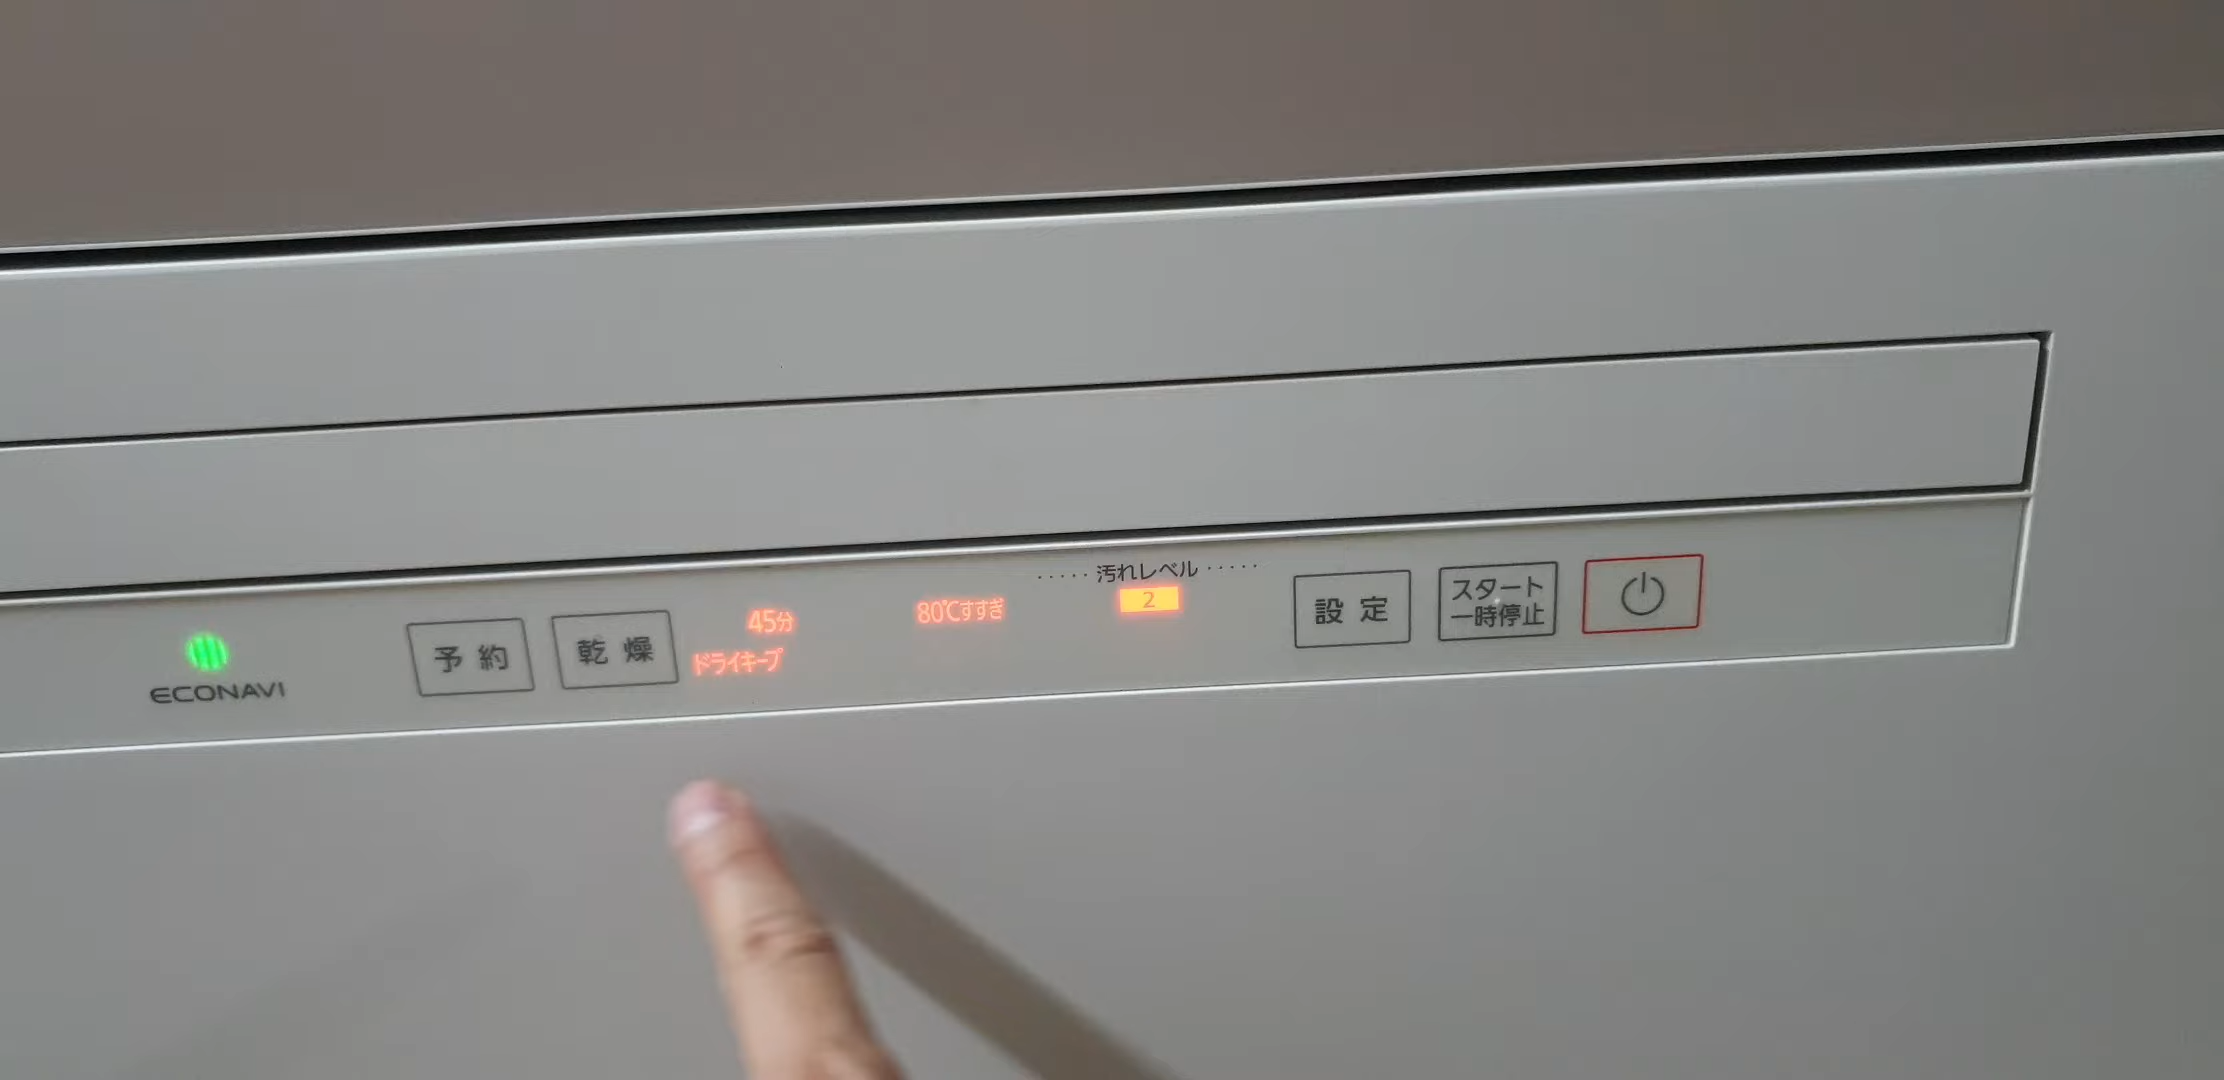 ECONAVI
予約
乾燥
45分
ドライキープ
80℃すすぎ
汚れレベル
2
設定
スタート
一時停止